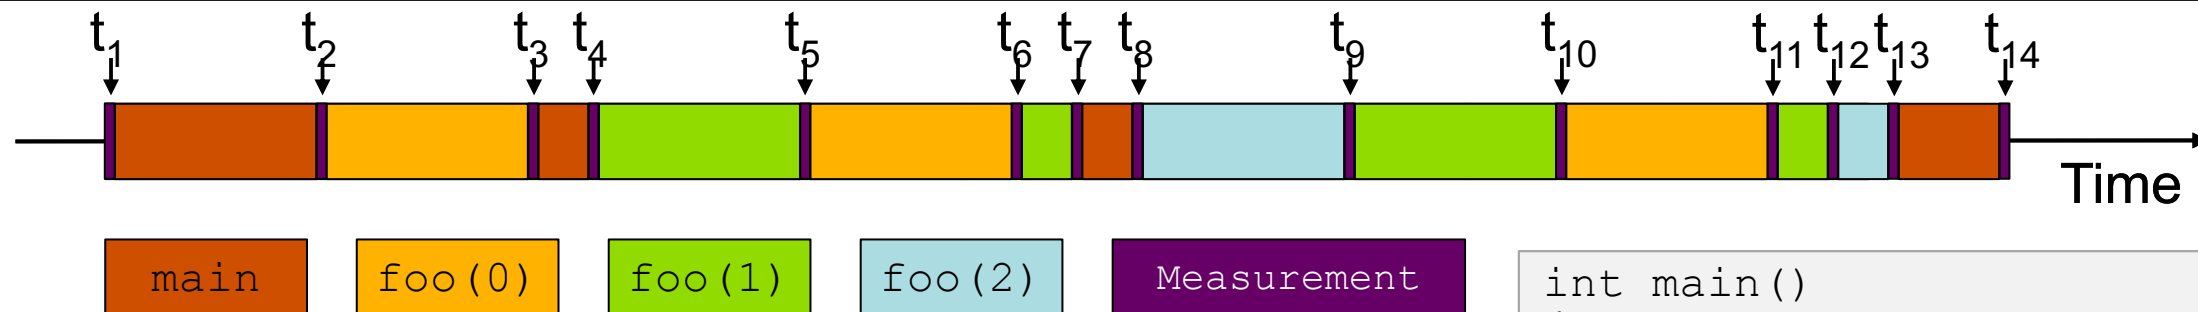 t1 t2 t3 t4 t5 t6 t7 t8 t9 t10 t11 t12 t13 t14
Time
main foo(0) foo(1) foo(2) Measurement
int main()